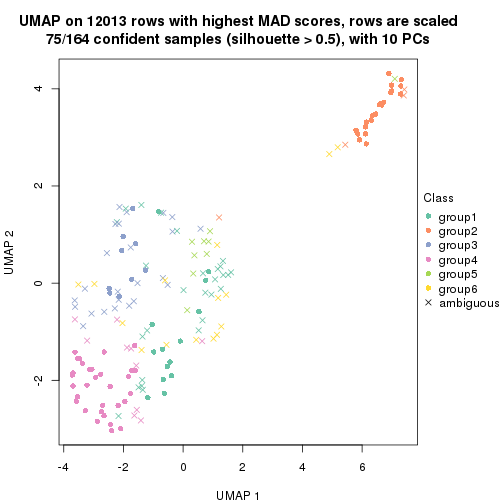 UMAP on 12013 rows with highest MAD scores, rows are scaled
75/164 confident samples (silhouette > 0.5), with 10 PCs
UMAP 2
4
2
0
-2
-4
-2
0
2
4
6
UMAP 1
Class
group1
group2
group3
group4
group5
group6
ambiguous